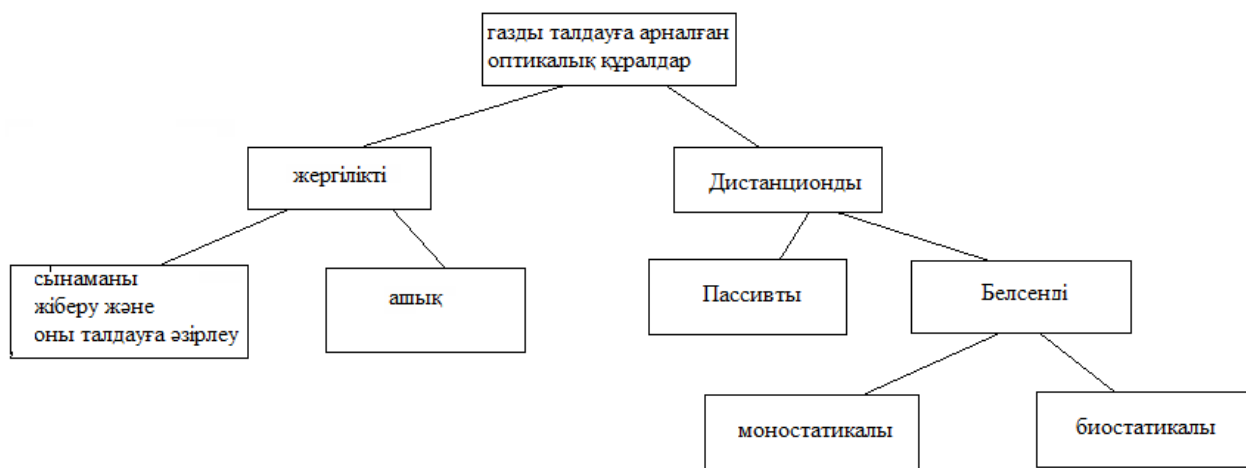 газды талдауға арналған
оптикалық құралдар
жергілікті
Дистанционды
сынаманы
жіберу және
оны талдауға әзірлеу
ашық
Пассивты
Белсенді
моностатикалы
биостатикалы